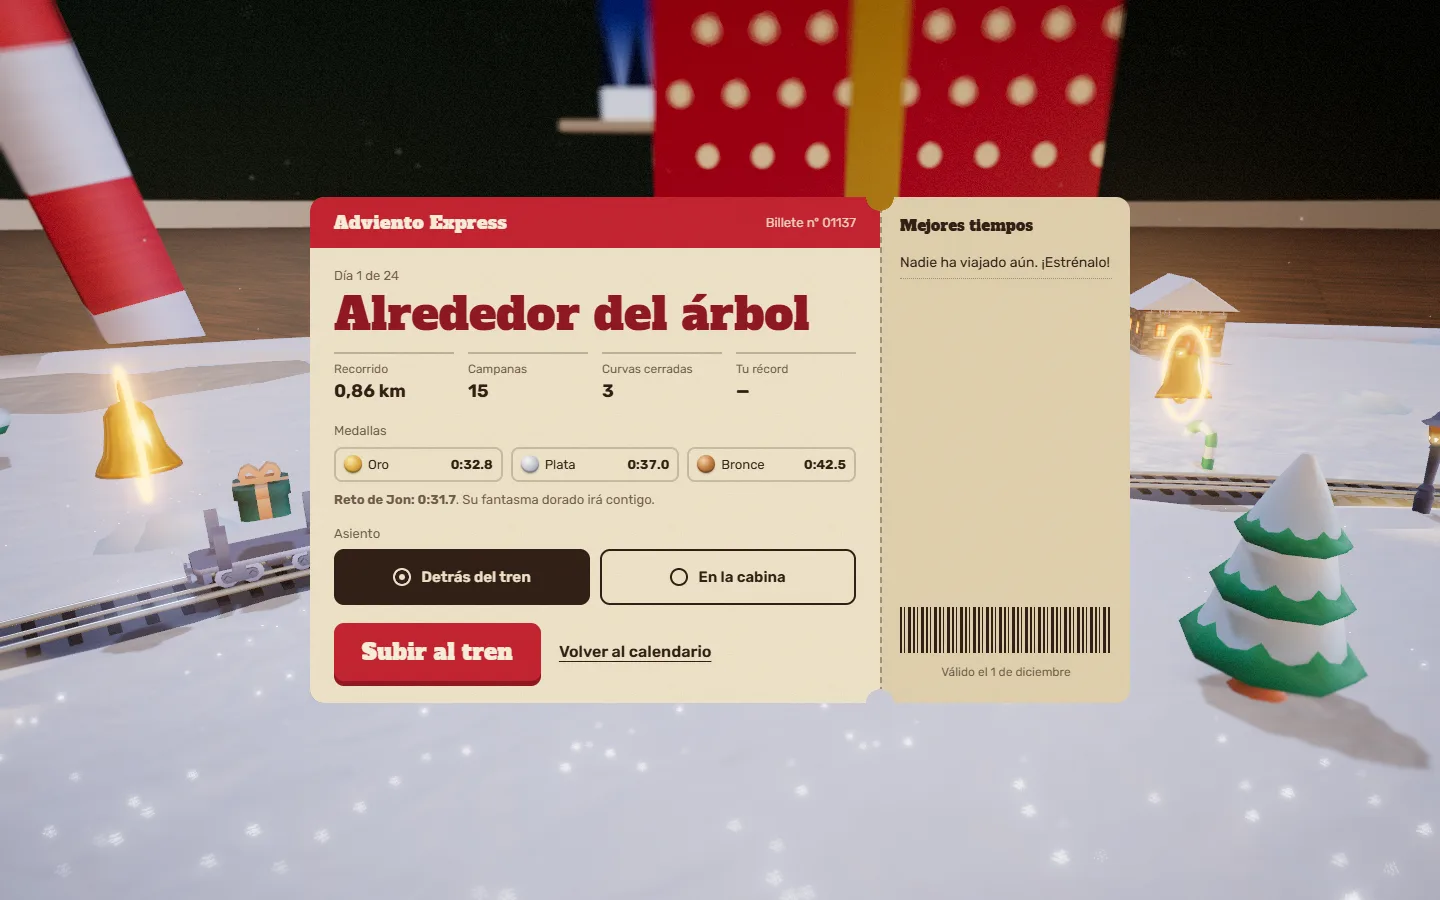 Adviento Express
Billete nº 01137
Día 1 de 24
Alrededor del árbol
Recorrido
0,86 km
Campanas
15
Curvas cerradas
3
Tu récord
–
Medallas
Oro 0:32.8
Plata 0:37.0
Bronce 0:42.5
Reto de Jon: 0:31.7. Su fantasma dorado irá contigo.
Asiento
Detrás del tren
En la cabina
Subir al tren
Volver al calendario
Mejores tiempos
Nadie ha viajado aún. ¡Estrénalo!
Válido el 1 de diciembre